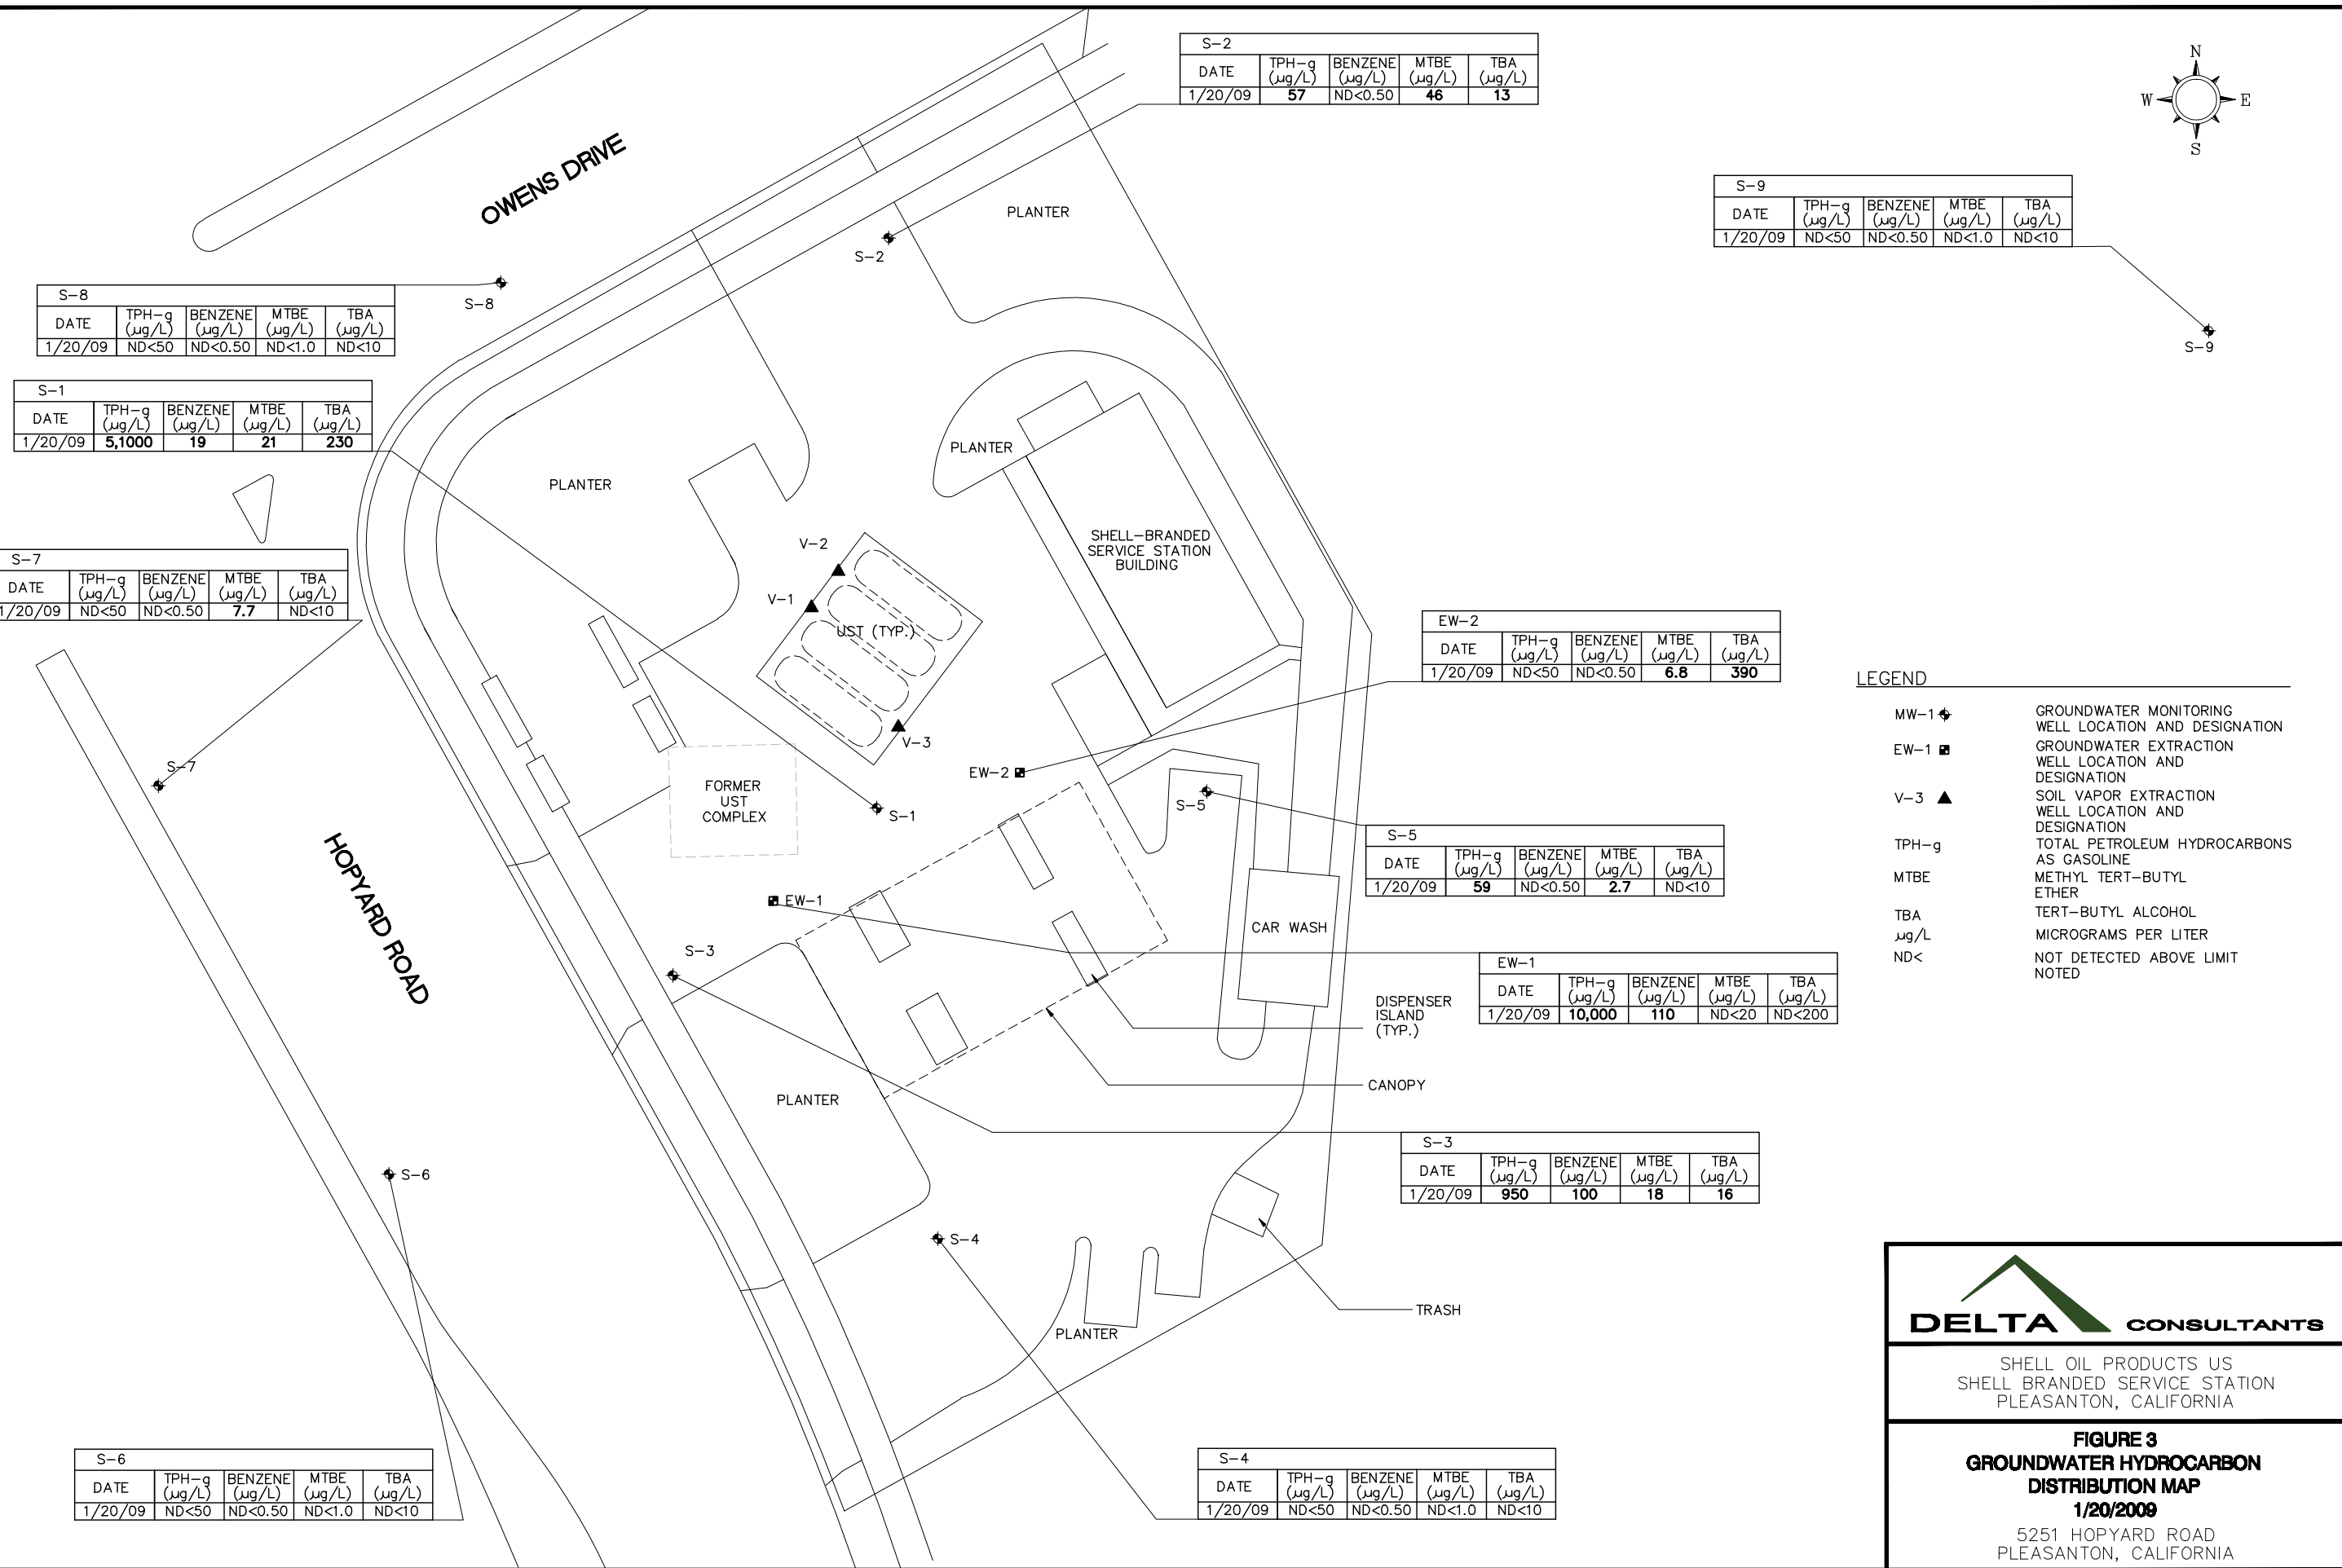 S-2
DATE TPH-g (µg/L) BENZENE (µg/L) MTBE (µg/L) TBA (µg/L)
1/20/09 57 ND<0.50 46 13
N
W E
S
OWENS DRIVE
PLANTER
S-2
S-9
DATE TPH-g (µg/L) BENZENE (µg/L) MTBE (µg/L) TBA (µg/L)
1/20/09 ND<50 ND<0.50 ND<1.0 ND<10
S-9
S-8
S-8
DATE TPH-g (µg/L) BENZENE (µg/L) MTBE (µg/L) TBA (µg/L)
1/20/09 ND<50 ND<0.50 ND<1.0 ND<10
S-1
DATE TPH-g (µg/L) BENZENE (µg/L) MTBE (µg/L) TBA (µg/L)
1/20/09 5,1000 19 21 230
PLANTER
PLANTER
SHELL-BRANDED
SERVICE STATION
BUILDING
V-2
V-1
UST (TYP.)
V-3
S-7
DATE TPH-g (µg/L) BENZENE (µg/L) MTBE (µg/L) TBA (µg/L)
1/20/09 ND<50 ND<0.50 7.7 ND<10
S-7
EW-2
DATE TPH-g (µg/L) BENZENE (µg/L) MTBE (µg/L) TBA (µg/L)
1/20/09 ND<50 ND<0.50 6.8 390
EW-2
FORMER
UST
COMPLEX
S-1
S-5
S-5
DATE TPH-g (µg/L) BENZENE (µg/L) MTBE (µg/L) TBA (µg/L)
1/20/09 59 ND<0.50 2.7 ND<10
HOPYARD ROAD
EW-1
CAR WASH
S-3
EW-1
DATE TPH-g (µg/L) BENZENE (µg/L) MTBE (µg/L) TBA (µg/L)
1/20/09 10,000 110 ND<20 ND<200
DISPENSER
ISLAND
(TYP.)
CANOPY
PLANTER
S-3
DATE TPH-g (µg/L) BENZENE (µg/L) MTBE (µg/L) TBA (µg/L)
1/20/09 950 100 18 16
S-6
S-4
TRASH
PLANTER
S-6
DATE TPH-g (µg/L) BENZENE (µg/L) MTBE (µg/L) TBA (µg/L)
1/20/09 ND<50 ND<0.50 ND<1.0 ND<10
S-4
DATE TPH-g (µg/L) BENZENE (µg/L) MTBE (µg/L) TBA (µg/L)
1/20/09 ND<50 ND<0.50 ND<1.0 ND<10
LEGEND
MW-1 GROUNDWATER MONITORING
WELL LOCATION AND DESIGNATION
EW-1 GROUNDWATER EXTRACTION
WELL LOCATION AND
DESIGNATION
V-3 SOIL VAPOR EXTRACTION
WELL LOCATION AND
DESIGNATION
TPH-g TOTAL PETROLEUM HYDROCARBONS
AS GASOLINE
MTBE METHYL TERT-BUTYL
ETHER
TBA TERT-BUTYL ALCOHOL
µg/L MICROGRAMS PER LITER
ND< NOT DETECTED ABOVE LIMIT
NOTED
DELTA CONSULTANTS
SHELL OIL PRODUCTS US
SHELL BRANDED SERVICE STATION
PLEASANTON, CALIFORNIA
FIGURE 3
GROUNDWATER HYDROCARBON
DISTRIBUTION MAP
1/20/2009
5251 HOPYARD ROAD
PLEASANTON, CALIFORNIA